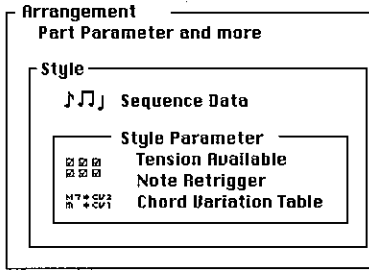 Arrangement
Part Parameter and more
Style
Sequence Data
Style Parameter
Tension Available
Note Retrigger
Chord Variation Table